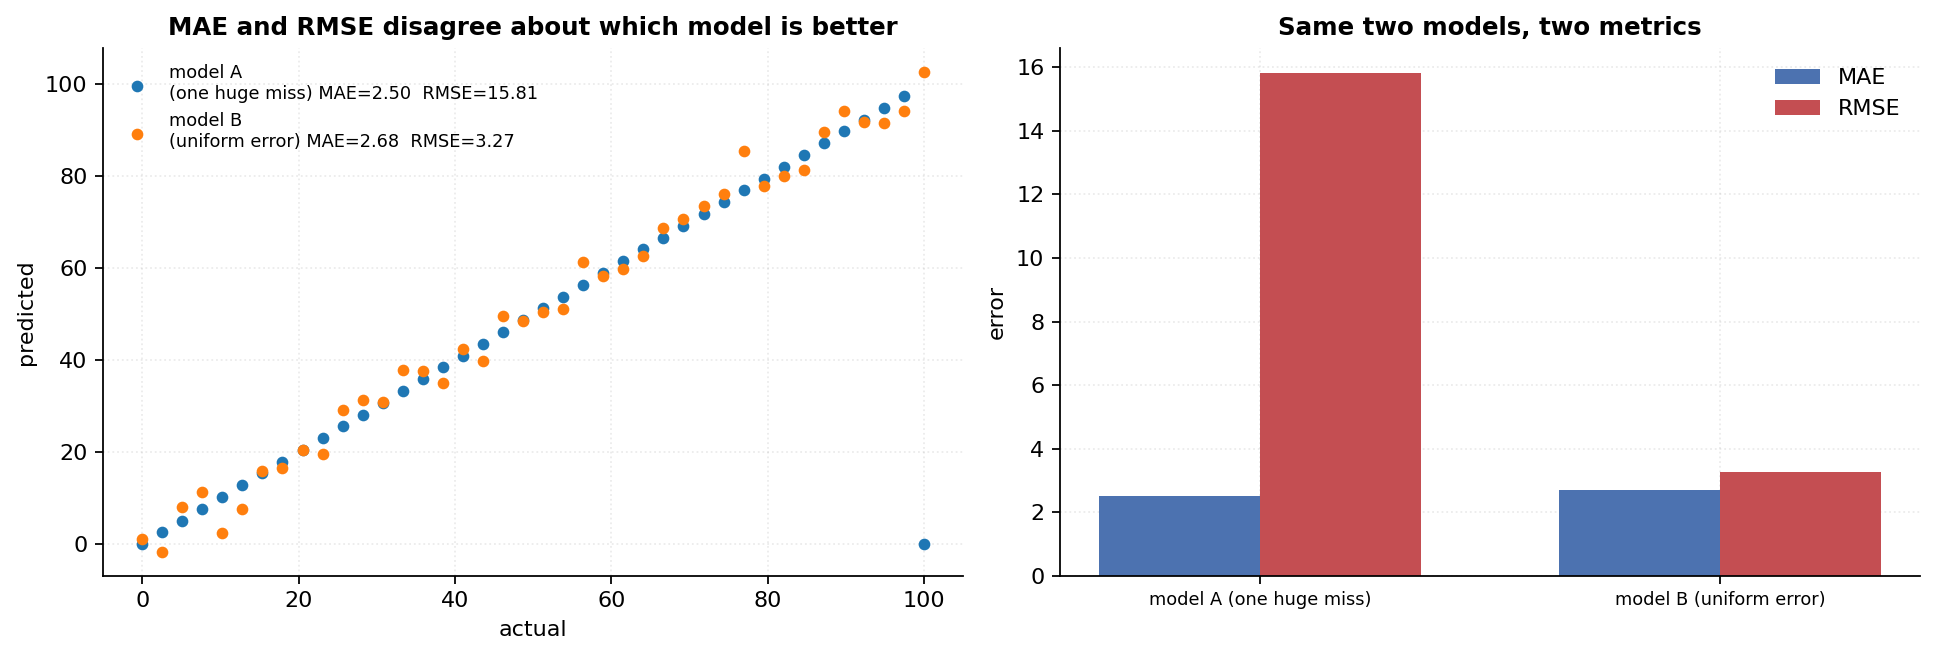 MAE and RMSE disagree about which model is better
model A
(one huge miss) MAE=2.50  RMSE=15.81
model B
(uniform error) MAE=2.68  RMSE=3.27
predicted
100
80
60
40
20
0
0 20 40 60 80 100
actual
Same two models, two metrics
MAE
RMSE
error
16
14
12
10
8
6
4
2
0
model A (one huge miss) model B (uniform error)